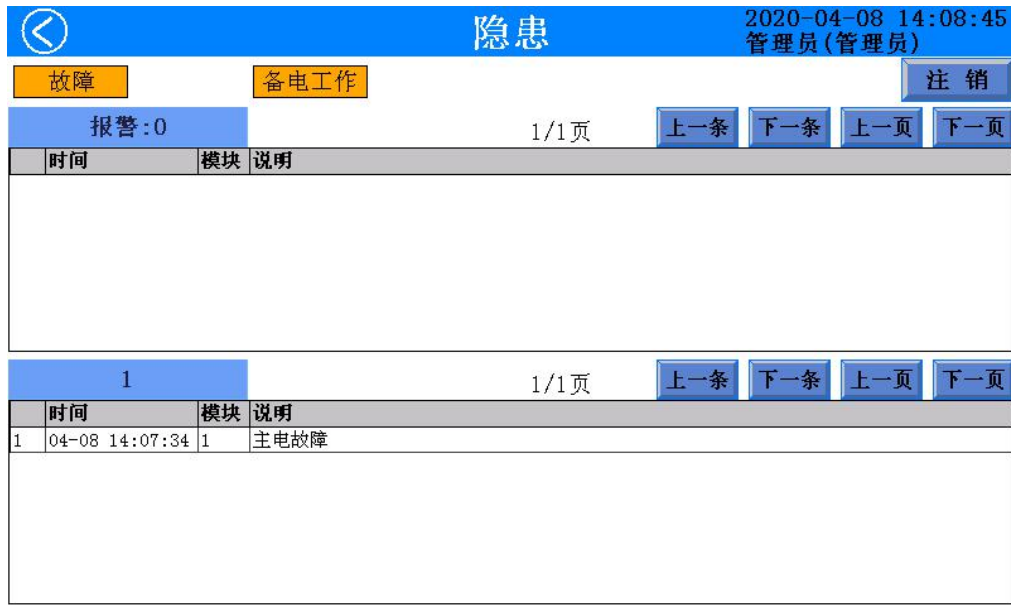 隐患
2020-04-08 14:08:45
管理员(管理员)
故障
备电工作
注 销
报警:0
1/1页
上一条 下一条 上一页 下一页
时间 模块 说明
1
1/1页
上一条 下一条 上一页 下一页
时间 模块 说明
1 04-08 14:07:34 1 主电故障